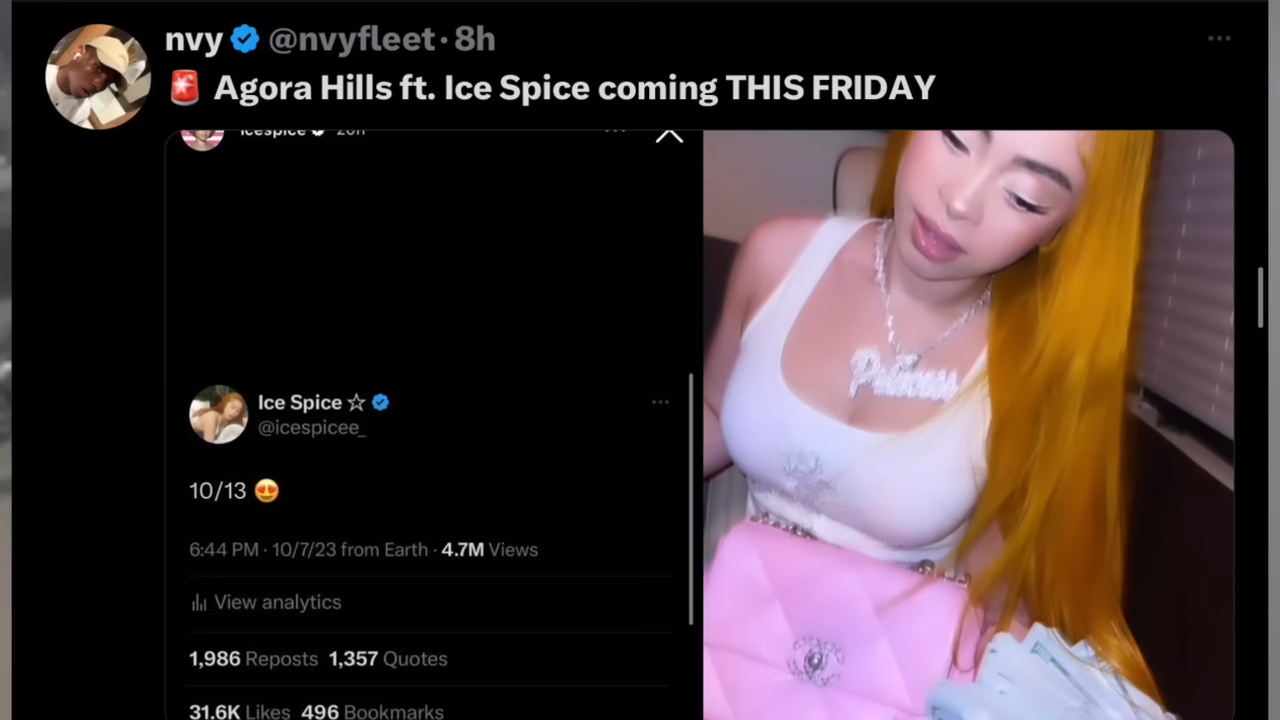 nvy @nvyfleet · 8h
🚨 Agora Hills ft. Ice Spice coming THIS FRIDAY
icespice 20h
Ice Spice ☆
@icespicee_
10/13 😍
6:44 PM · 10/7/23 from Earth · 4.7M Views
View analytics
1,986 Reposts 1,357 Quotes
31.6K Likes 496 Bookmarks
Princess